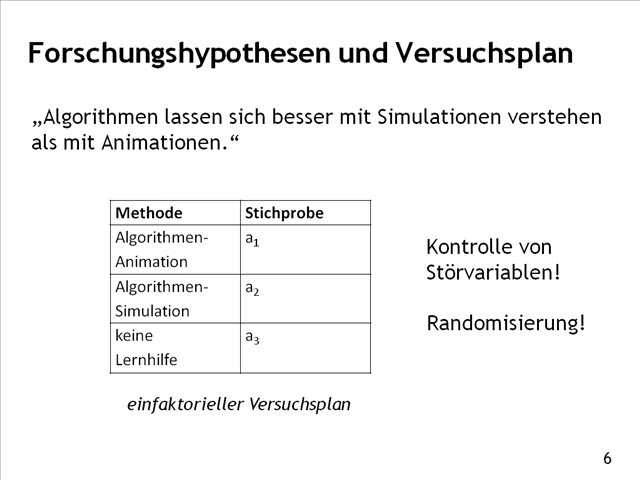 Forschungshypothesen und Versuchsplan
„Algorithmen lassen sich besser mit Simulationen verstehen
als mit Animationen.“
Methode Stichprobe
Algorithmen- a₁
Animation
Algorithmen- a₂
Simulation
keine a₃
Lernhilfe
Kontrolle von
Störvariablen!
Randomisierung!
einfaktorieller Versuchsplan
6